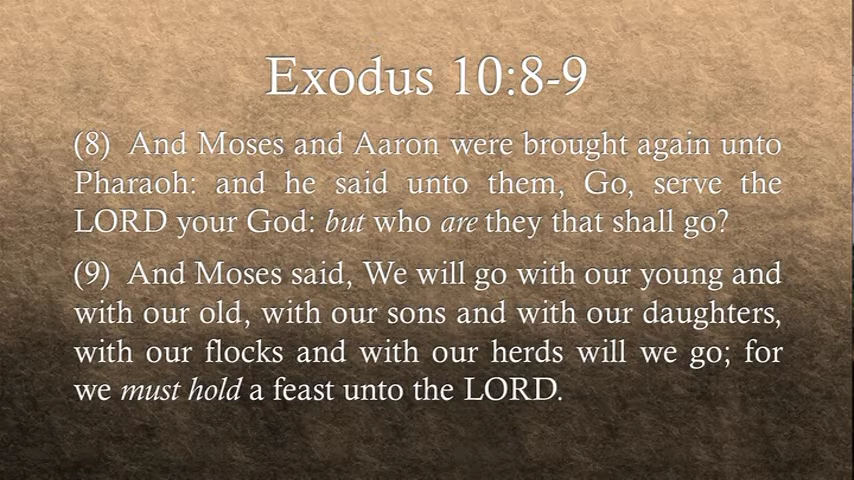 Exodus 10:8-9
(8) And Moses and Aaron were brought again unto
Pharaoh: and he said unto them, Go, serve the
LORD your God: but who are they that shall go?
(9) And Moses said, We will go with our young and
with our old, with our sons and with our daughters,
with our flocks and with our herds will we go; for
we must hold a feast unto the LORD.